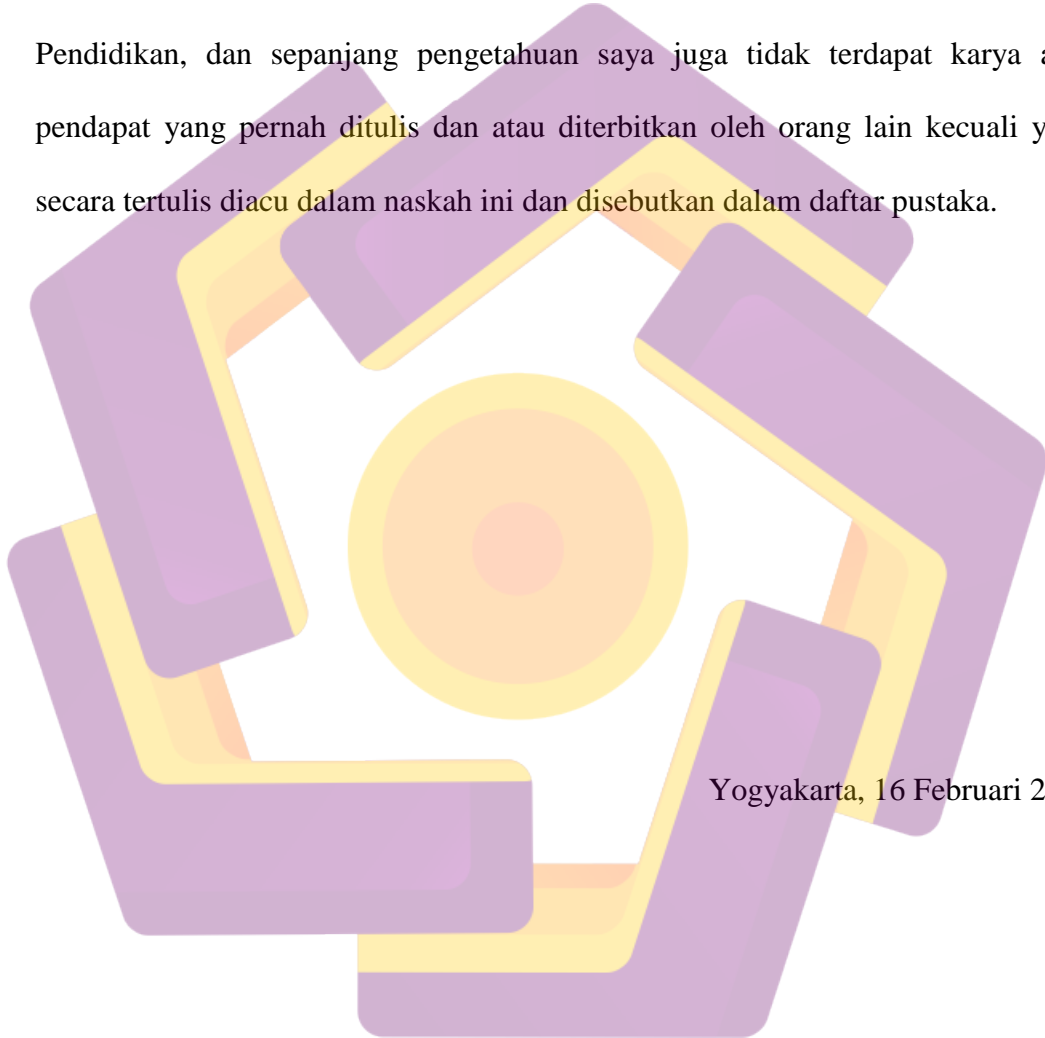 Pendidikan, dan sepanjang pengetahuan saya juga tidak terdapat karya a
pendapat yang pernah ditulis dan atau diterbitkan oleh orang lain kecuali y
secara tertulis diacu dalam naskah ini dan disebutkan dalam daftar pustaka.
Yogyakarta, 16 Februari 2